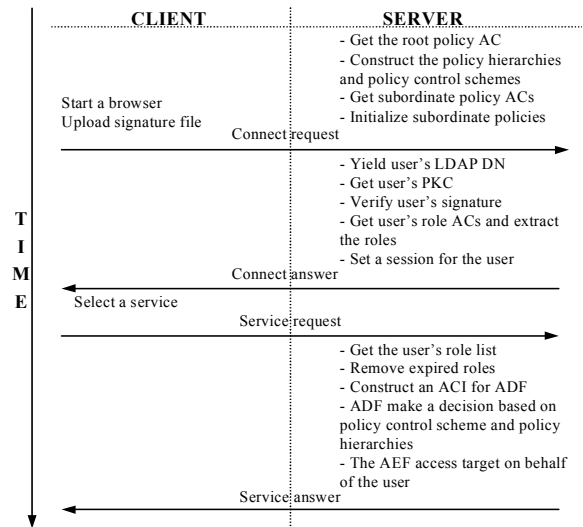 CLIENT
SERVER
- Get the root policy AC
- Construct the policy hierarchies
and policy control schemes
- Get subordinate policy ACs
- Initialize subordinate policies
Start a browser
Upload signature file
Connect request
- Yield user's LDAP DN
- Get user's PKC
- Verify user's signature
- Get user's role ACs and extract
the roles
- Set a session for the user
Connect answer
Select a service
Service request
- Get the user's role list
- Remove expired roles
- Construct an ACI for ADF
- ADF make a decision based on
policy control scheme and policy
hierarchies
- The AEF access target on behalf
of the user
Service answer
T
I
M
E